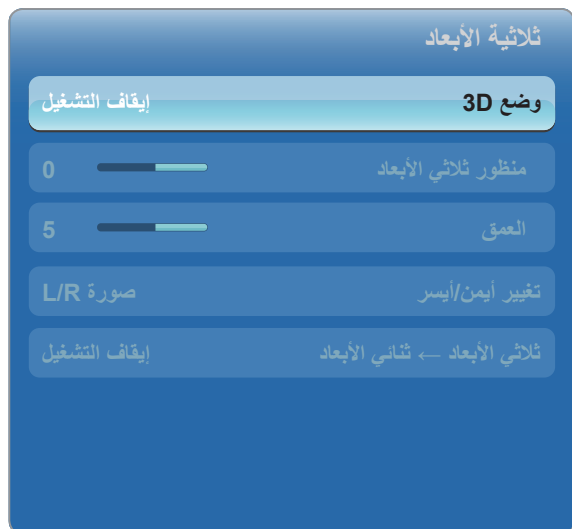 ثلاثية الأبعاد
وضع 3D إيقاف التشغيل
منظور ثلاثي الأبعاد 0
العمق 5
تغيير أيمن/أيسر صورة L/R
ثلاثي الأبعاد ← ثنائي الأبعاد إيقاف التشغيل